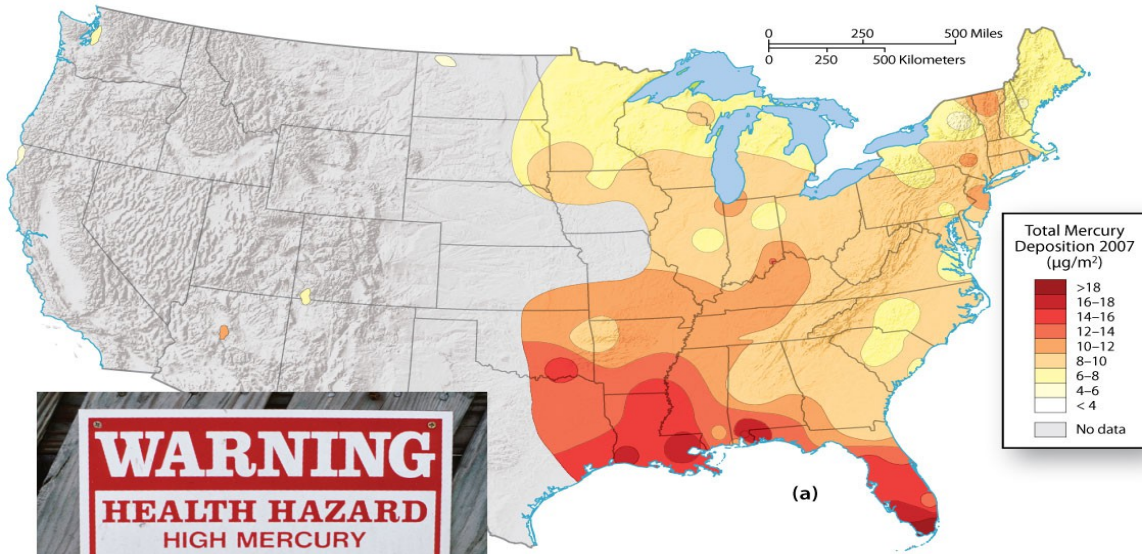 0 250 500 Miles
0 250 500 Kilometers
Total Mercury
Deposition 2007
(µg/m²)
>18
16–18
14–16
12–14
10–12
8–10
6–8
4–6
< 4
No data
(a)
WARNING
HEALTH HAZARD
HIGH MERCURY